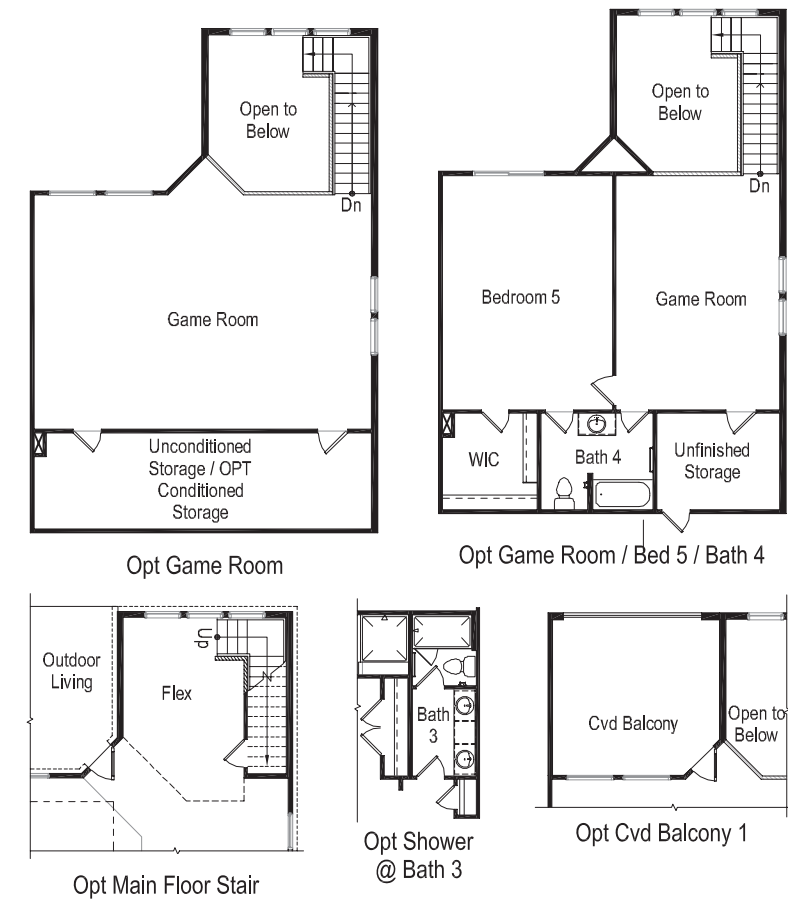 Open to
Below
Dn
Game Room
Unconditioned
Storage / OPT
Conditioned
Storage
Opt Game Room
Open to
Below
Dn
Bedroom 5
Game Room
WIC
Bath 4
Unfinished
Storage
Opt Game Room / Bed 5 / Bath 4
Outdoor
Living
Flex
up
Opt Main Floor Stair
Bath
3
Opt Shower
@ Bath 3
Cvd Balcony
Open to
Below
Opt Cvd Balcony 1